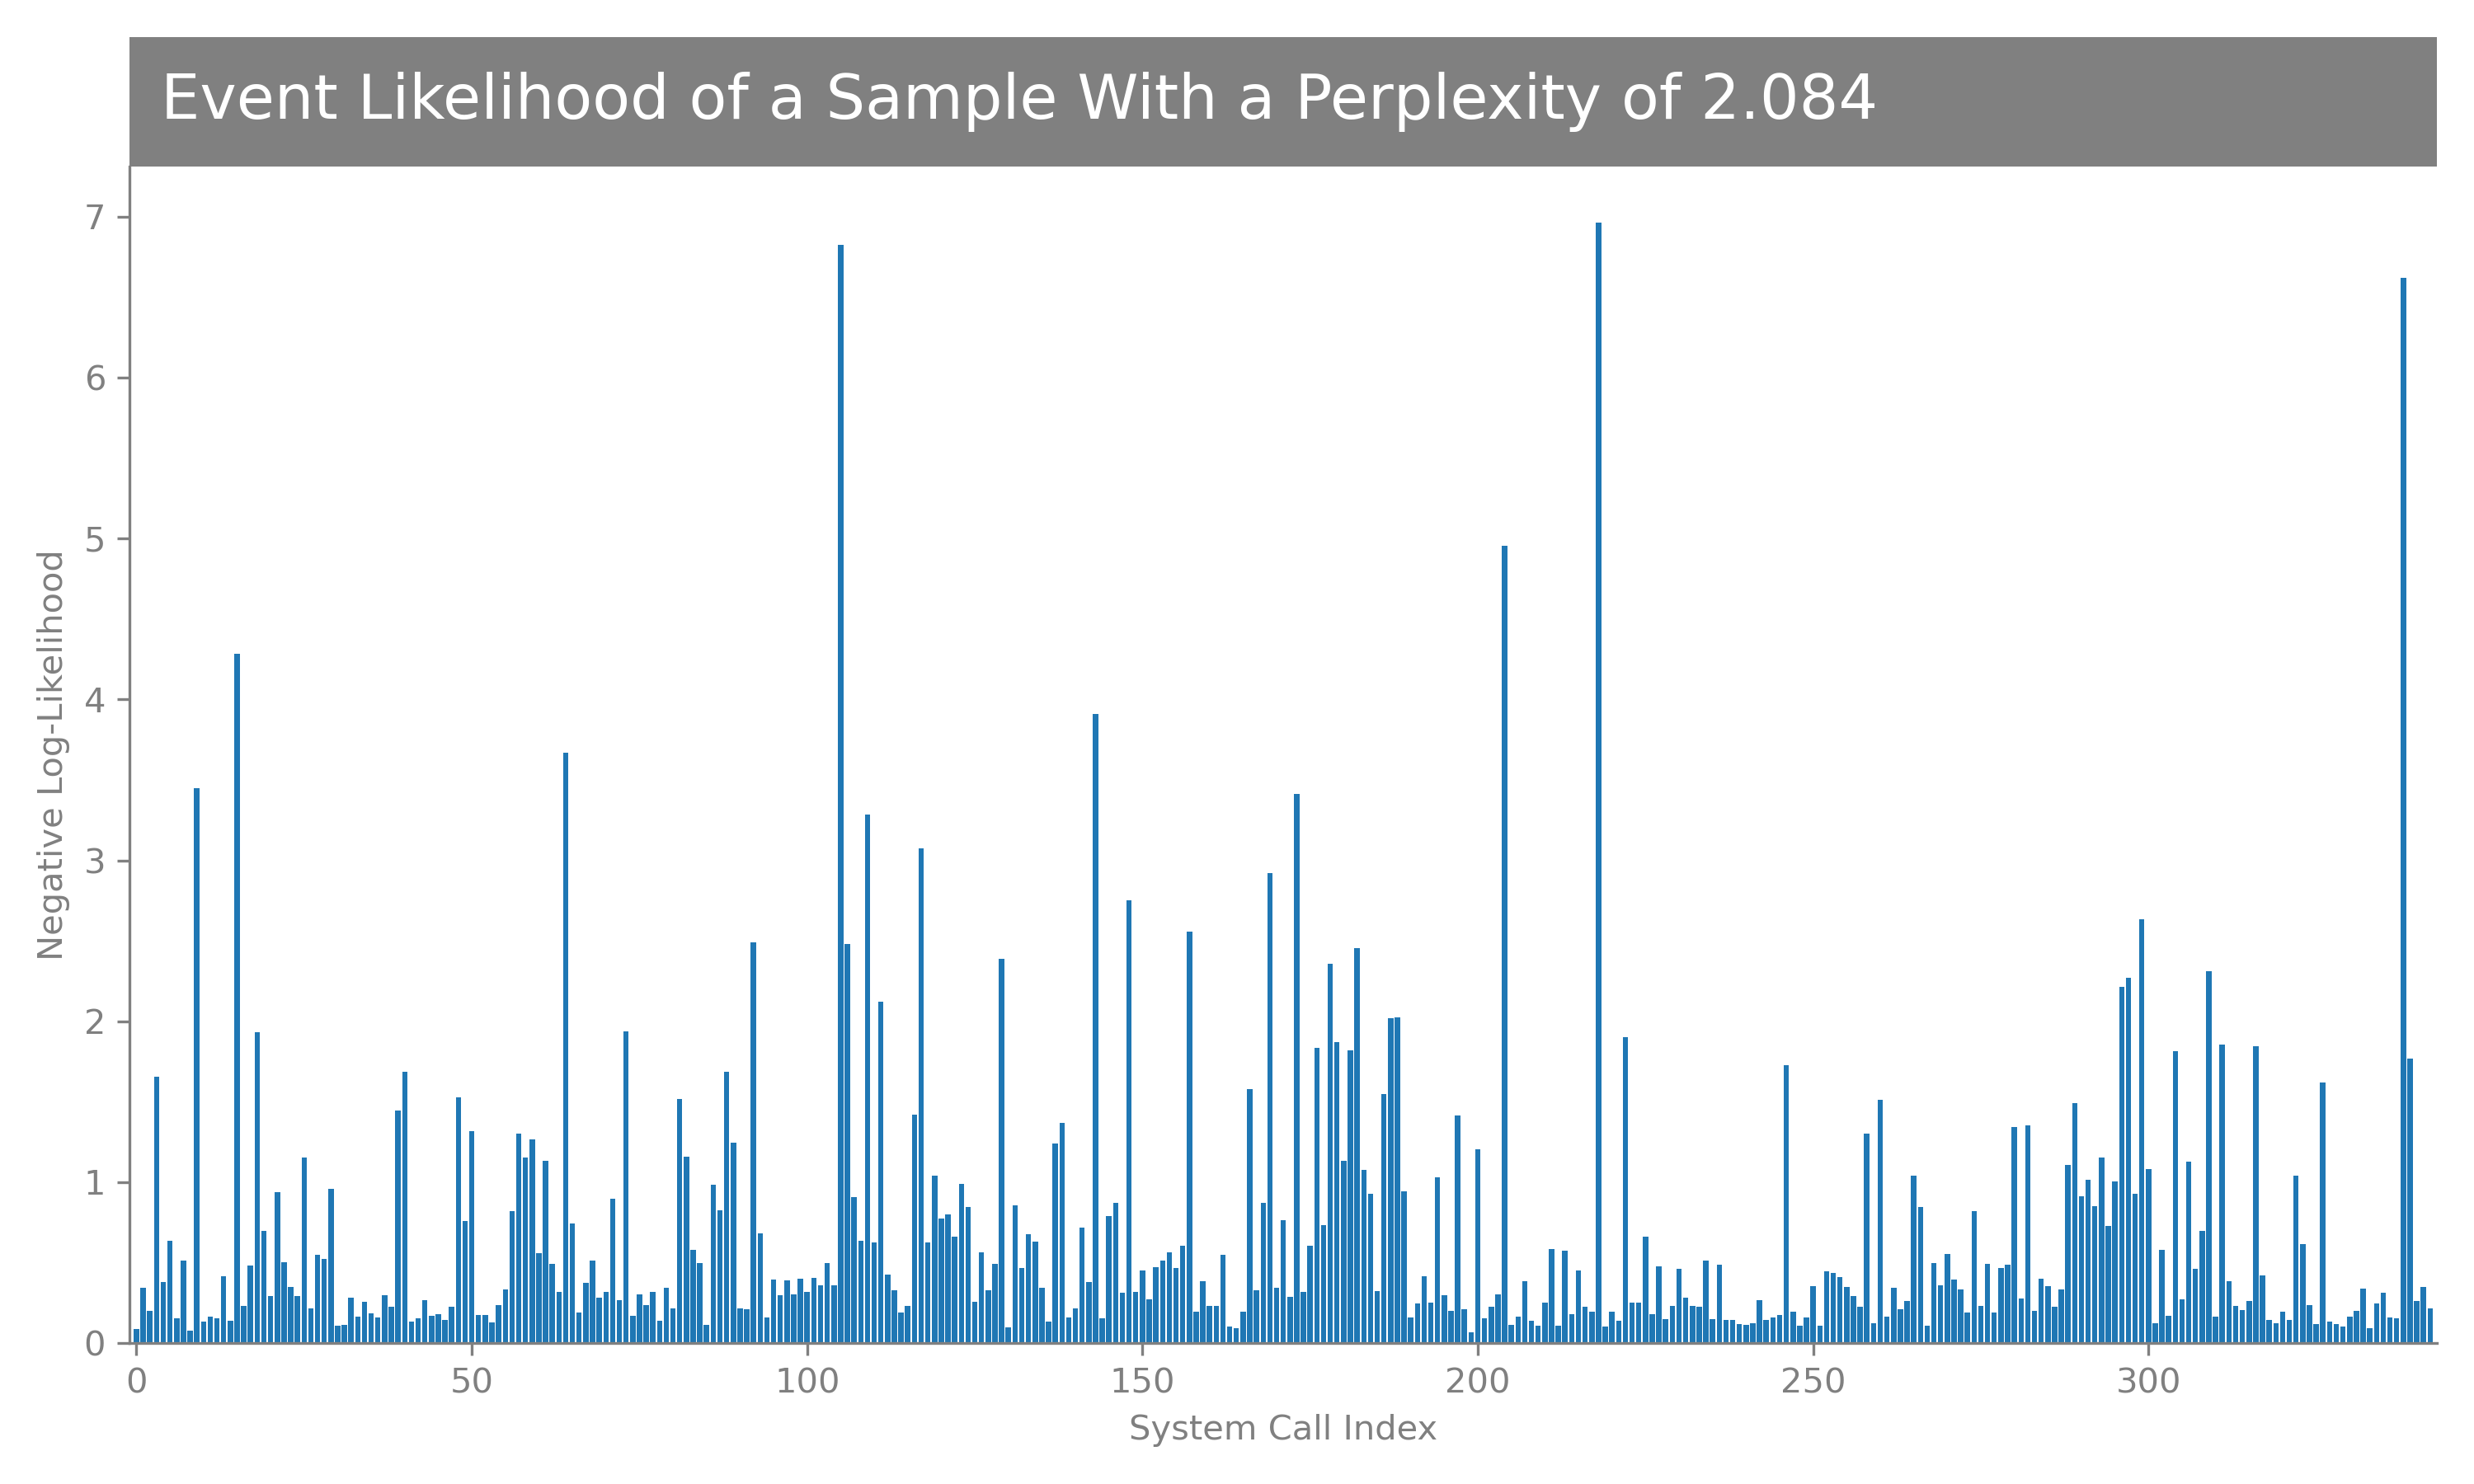 Event Likelihood of a Sample With a Perplexity of 2.084
Negative Log-Likelihood
7
6
5
4
3
2
1
0
0 50 100 150 200 250 300
System Call Index